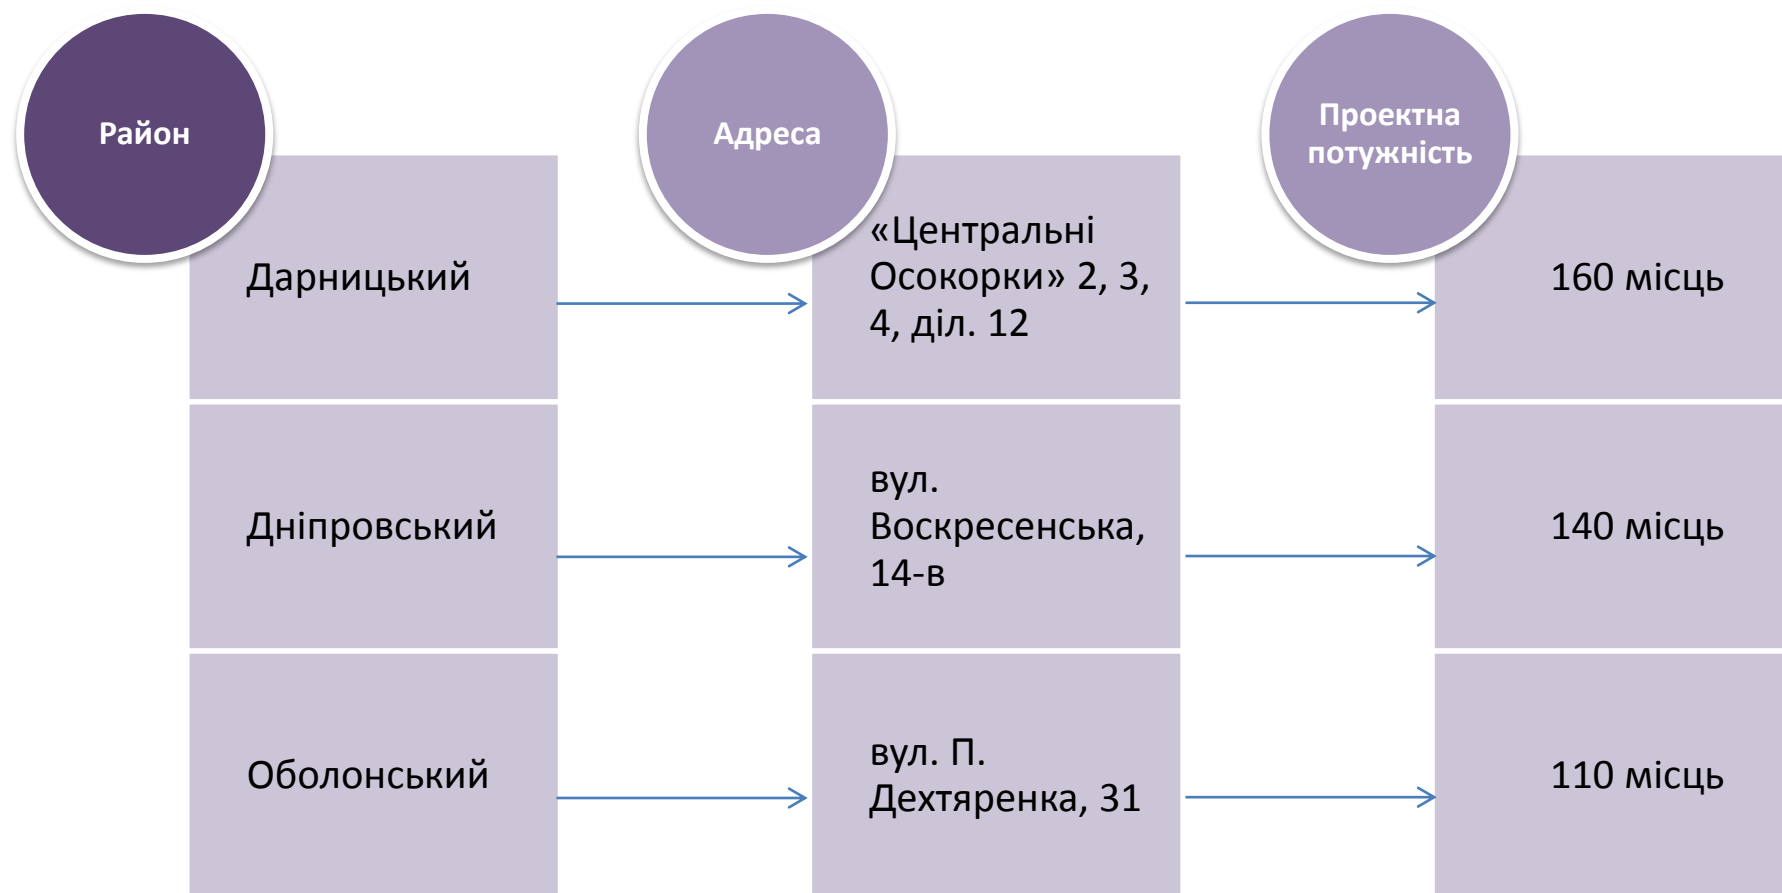 Район
Адреса
Проектна
потужність
Дарницький
«Центральні
Осокорки» 2, 3,
4, діл. 12
160 місць
Дніпровський
вул.
Воскресенська,
14-в
140 місць
Оболонський
вул. П.
Дехтяренка, 31
110 місць